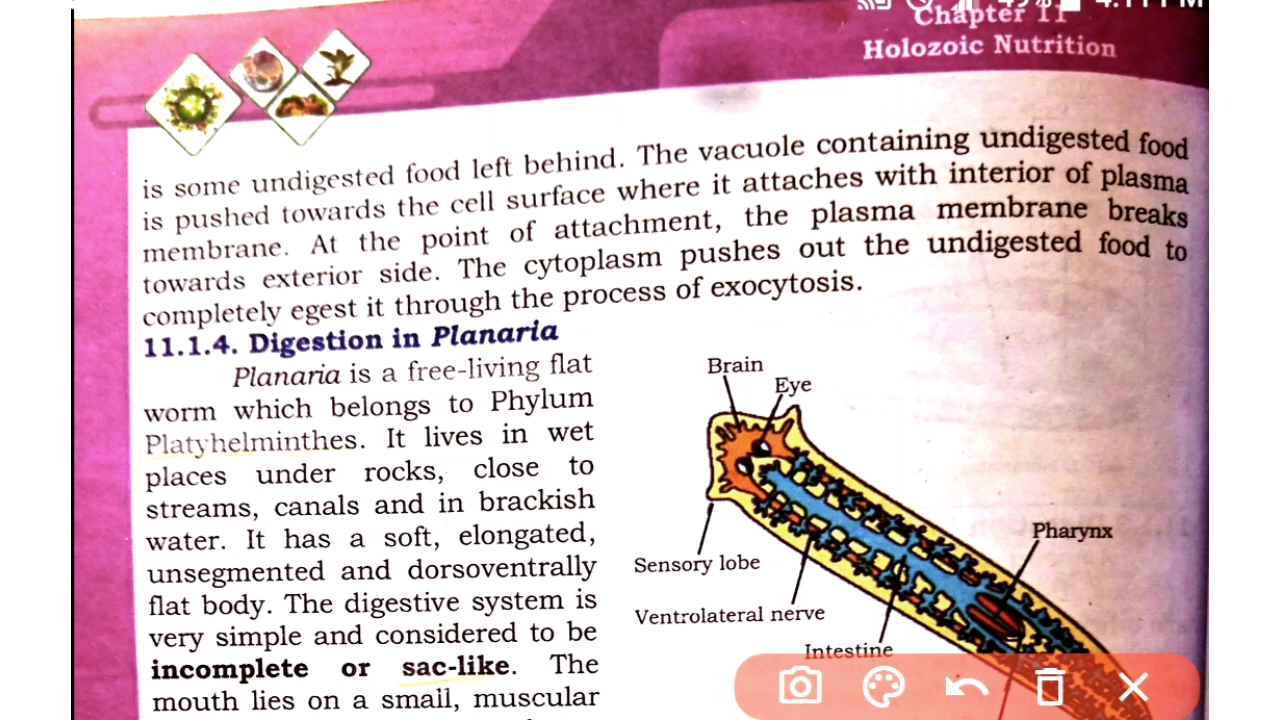 Chapter 11
Holozoic Nutrition
is some undigested food left behind. The vacuole containing undigested food
is pushed towards the cell surface where it attaches with interior of plasma
membrane. At the point of attachment, the plasma membrane breaks
towards exterior side. The cytoplasm pushes out the undigested food to
completely egest it through the process of exocytosis.
11.1.4. Digestion in Planaria
Planaria is a free-living flat
worm which belongs to Phylum
Platyhelminthes. It lives in wet
places under rocks, close to
streams, canals and in brackish
water. It has a soft, elongated,
unsegmented and dorsoventrally
flat body. The digestive system is
very simple and considered to be
incomplete or sac-like. The
mouth lies on a small, muscular
Brain
Eye
Pharynx
Sensory lobe
Ventrolateral nerve
Intestine